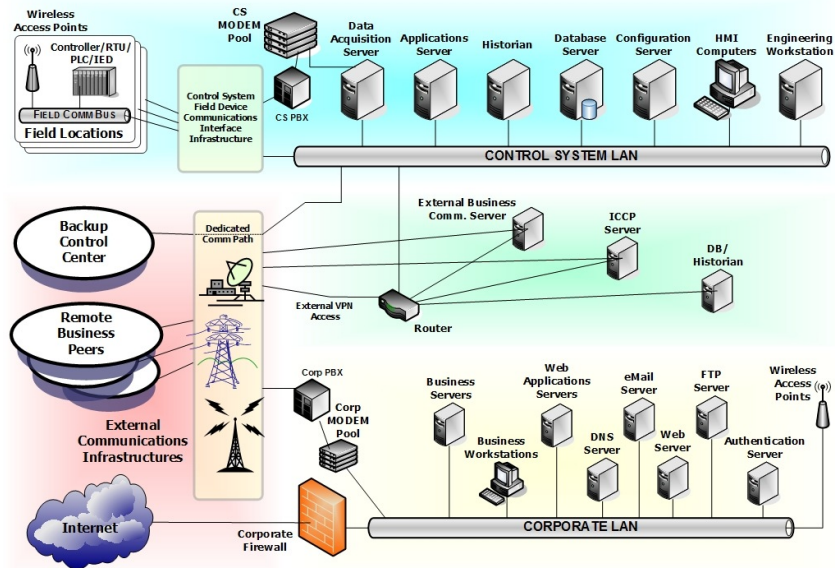 Wireless
Access Points
Controller/RTU/
PLC/IED
FIELD COMM BUS
Field Locations
Control System
Field Device
Communications
Interface
Infrastructure
CS
MODEM
Pool
CS PBX
Data
Acquisition
Server
Applications
Server
Historian
Database
Server
Configuration
Server
HMI
Computers
Engineering
Workstation
CONTROL SYSTEM LAN
Backup
Control
Center
Dedicated
Comm Path
External Business
Comm. Server
ICCP
Server
DB/
Historian
External VPN
Access
Router
Remote
Business
Peers
External
Communications
Infrastructures
Corp PBX
Corp
MODEM
Pool
Business
Servers
Business
Workstations
Web
Applications
Servers
DNS
Server
eMail
Server
Web
Server
FTP
Server
Authentication
Server
Wireless
Access
Points
Internet
Corporate
Firewall
CORPORATE LAN